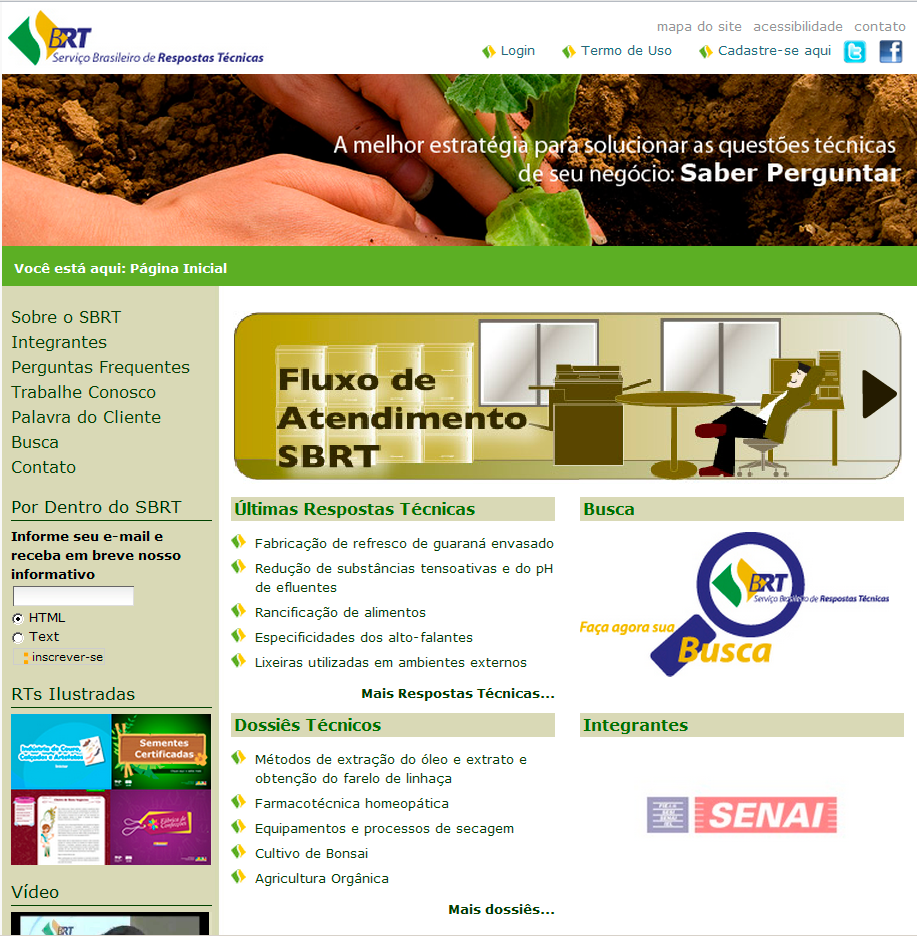 BRT
Serviço Brasileiro de Respostas Técnicas
mapa do site acessibilidade contato
Login Termo de Uso Cadastre-se aqui
A melhor estratégia para solucionar as questões técnicas
de seu negócio: Saber Perguntar
Você está aqui: Página Inicial
Sobre o SBRT
Integrantes
Perguntas Frequentes
Trabalhe Conosco
Palavra do Cliente
Busca
Contato
Por Dentro do SBRT
Informe seu e-mail e
receba em breve nosso
informativo
HTML
Text
inscrever-se
RTs Ilustradas
Sementes
Certificadas
Fábrica de
Confecções
Vídeo
BRT
Fluxo de
Atendimento
SBRT
Últimas Respostas Técnicas
Fabricação de refresco de guaraná envasado
Redução de substâncias tensoativas e do pH
de efluentes
Rancificação de alimentos
Especificidades dos alto-falantes
Lixeiras utilizadas em ambientes externos
Mais Respostas Técnicas...
Busca
BRT
Serviço Brasileiro de Respostas Técnicas
Faça agora sua
Busca
Dossiês Técnicos
Métodos de extração do óleo e extrato e
obtenção do farelo de linhaça
Farmacotécnica homeopática
Equipamentos e processos de secagem
Cultivo de Bonsai
Agricultura Orgânica
Mais dossiês...
Integrantes
SENAI